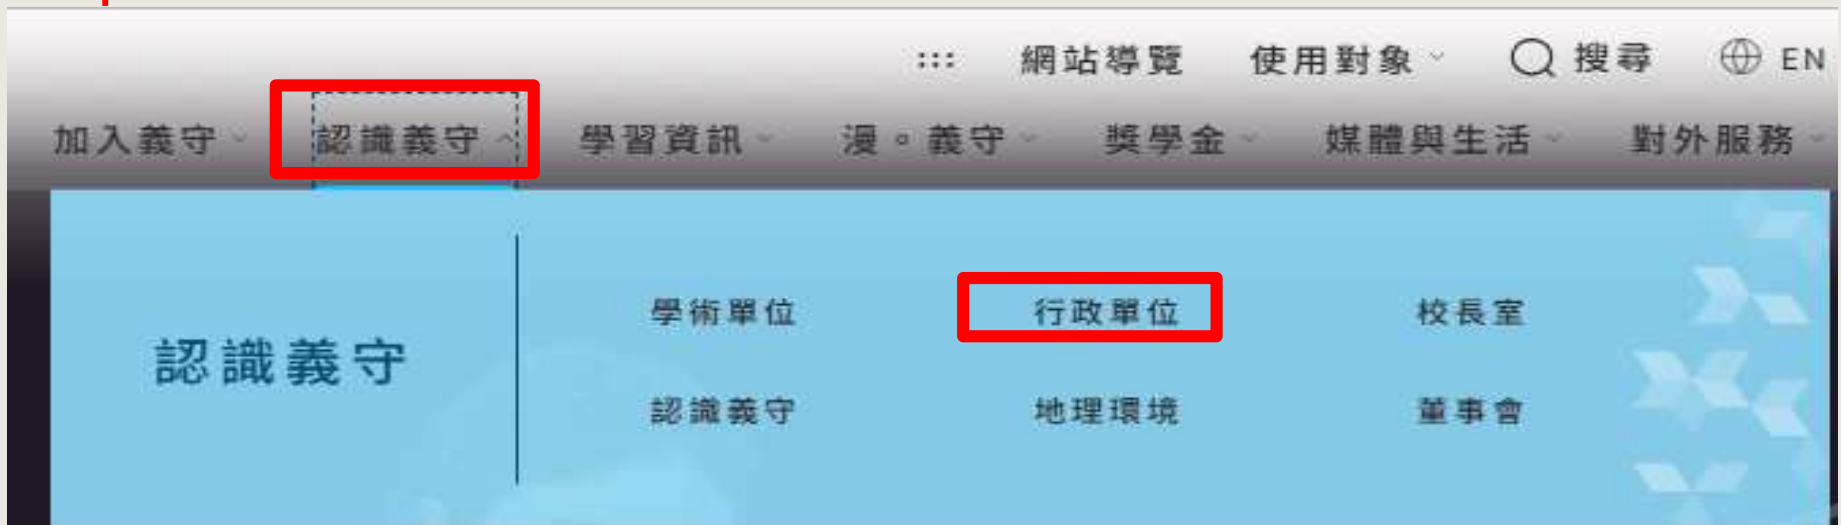 ::: 網站導覽 使用對象 搜尋 EN
加入義守 認識義守 學習資訊 漫。義守 獎學金 媒體與生活 對外服務
學術單位 行政單位 校長室
認識義守
認識義守 地理環境 董事會